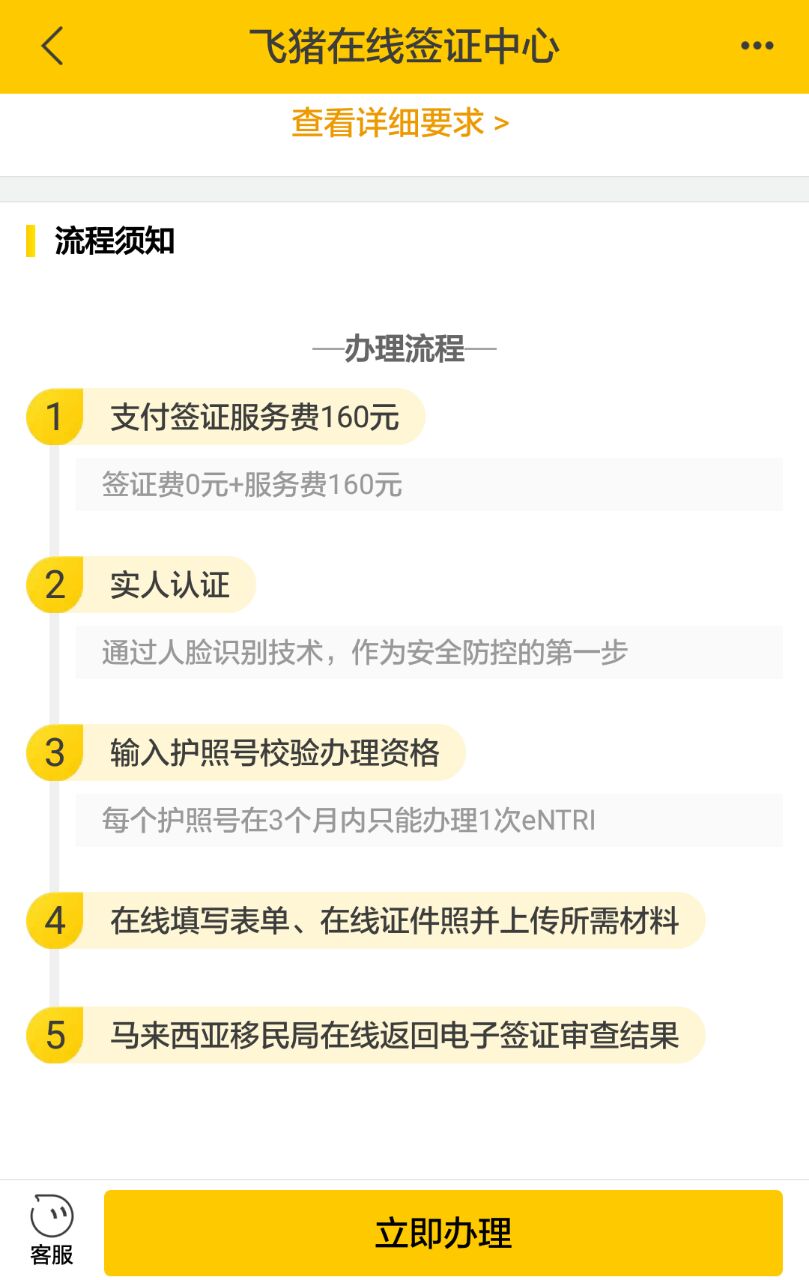 飞猪在线签证中心
查看详细要求 >
流程须知
办理流程
1 支付签证服务费160元
签证费0元+服务费160元
2 实人认证
通过人脸识别技术，作为安全防控的第一步
3 输入护照号校验办理资格
每个护照号在3个月内只能办理1次eNTRI
4 在线填写表单、在线证件照并上传所需材料
5 马来西亚移民局在线返回电子签证审查结果
客服
立即办理